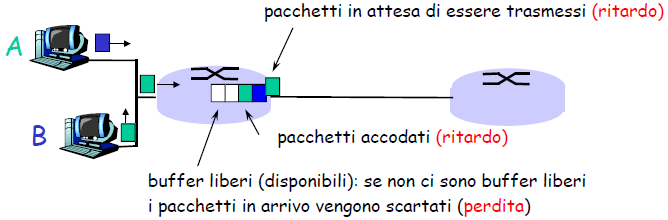 pacchetti in attesa di essere trasmessi (ritardo)
A
B
pacchetti accodati (ritardo)
buffer liberi (disponibili): se non ci sono buffer liberi
i pacchetti in arrivo vengono scartati (perdita)